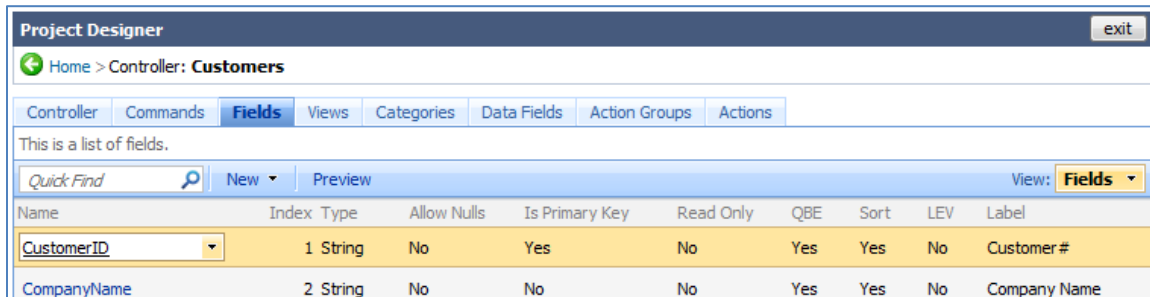 Project Designer exit
Home > Controller: Customers
Controller Commands Fields Views Categories Data Fields Action Groups Actions
This is a list of fields.
Quick Find New Preview View: Fields
Name Index Type Allow Nulls Is Primary Key Read Only QBE Sort LEV Label
CustomerID 1 String No Yes No Yes Yes No Customer#
CompanyName 2 String No No No Yes Yes No Company Name